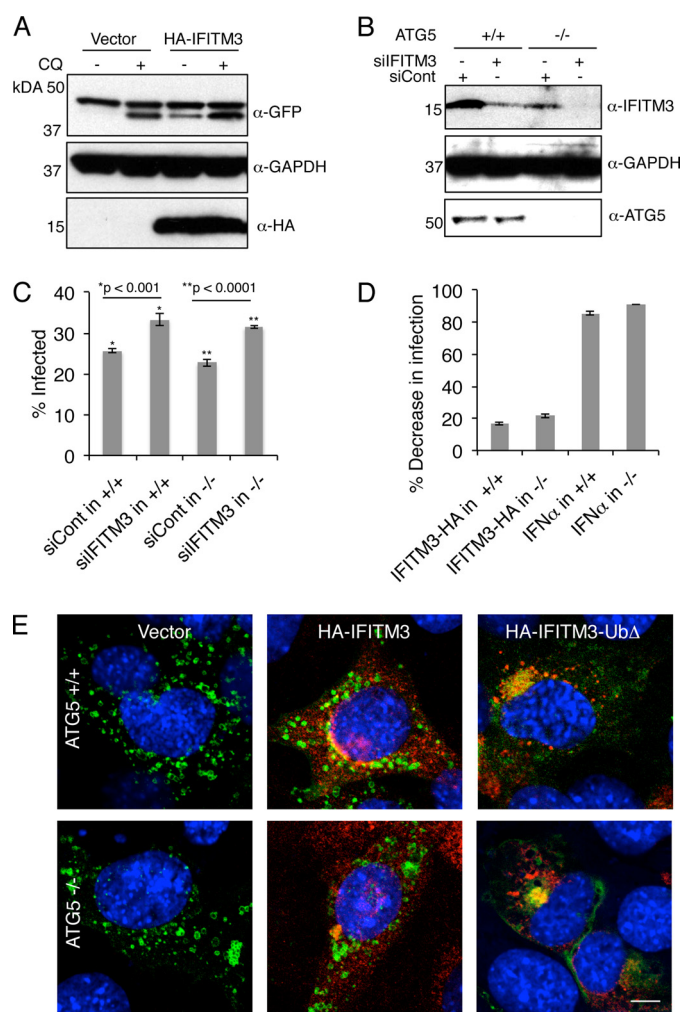 A
Vector HA-IFITM3
CQ - + - +
kDA 50
37
α-GFP
37
α-GAPDH
15
α-HA
B
ATG5 +/+ -/-
siIFITM3 - + - +
siCont + - + -
15
α-IFITM3
37
α-GAPDH
50
α-ATG5
C
*p < 0.001 **p < 0.0001
% Infected
40
30
20
10
0
* * ** **
siCont in +/+
siIFITM3 in +/+
siCont in -/-
siIFITM3 in -/-
D
% Decrease in infection
100
80
60
40
20
0
IFITM3-HA in +/+
IFITM3-HA in -/-
IFNα in +/+
IFNα in -/-
E
Vector HA-IFITM3 HA-IFITM3-UbΔ
ATG5 +/+
ATG5 -/-